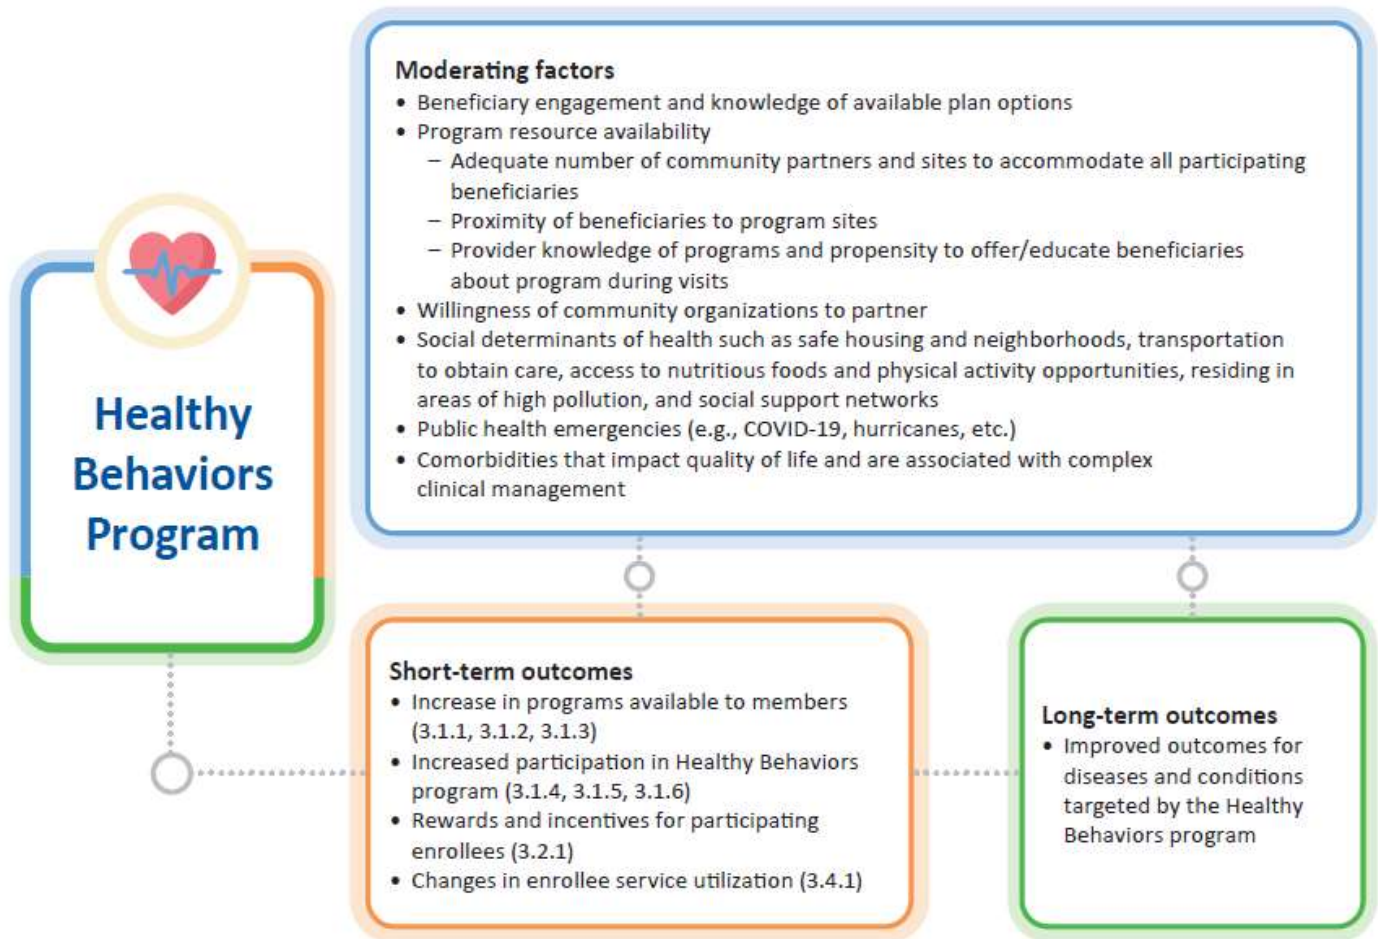 Healthy
Behaviors
Program
Moderating factors
• Beneficiary engagement and knowledge of available plan options
• Program resource availability
– Adequate number of community partners and sites to accommodate all participating
beneficiaries
– Proximity of beneficiaries to program sites
– Provider knowledge of programs and propensity to offer/educate beneficiaries
about program during visits
• Willingness of community organizations to partner
• Social determinants of health such as safe housing and neighborhoods, transportation
to obtain care, access to nutritious foods and physical activity opportunities, residing in
areas of high pollution, and social support networks
• Public health emergencies (e.g., COVID-19, hurricanes, etc.)
• Comorbidities that impact quality of life and are associated with complex
clinical management
Short-term outcomes
• Increase in programs available to members
(3.1.1, 3.1.2, 3.1.3)
• Increased participation in Healthy Behaviors
program (3.1.4, 3.1.5, 3.1.6)
• Rewards and incentives for participating
enrollees (3.2.1)
• Changes in enrollee service utilization (3.4.1)
Long-term outcomes
• Improved outcomes for
diseases and conditions
targeted by the Healthy
Behaviors program